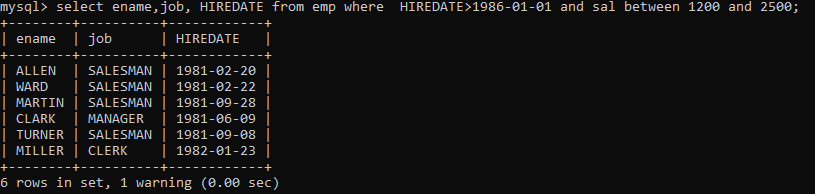 mysql> select ename,job, HIREDATE from emp where  HIREDATE>1986-01-01 and sal between 1200 and 2500;
+--------+----------+------------+
| ename  | job      | HIREDATE   |
+--------+----------+------------+
| ALLEN  | SALESMAN | 1981-02-20 |
| WARD   | SALESMAN | 1981-02-22 |
| MARTIN | SALESMAN | 1981-09-28 |
| CLARK  | MANAGER  | 1981-06-09 |
| TURNER | SALESMAN | 1981-09-08 |
| MILLER | CLERK    | 1982-01-23 |
+--------+----------+------------+
6 rows in set, 1 warning (0.00 sec)